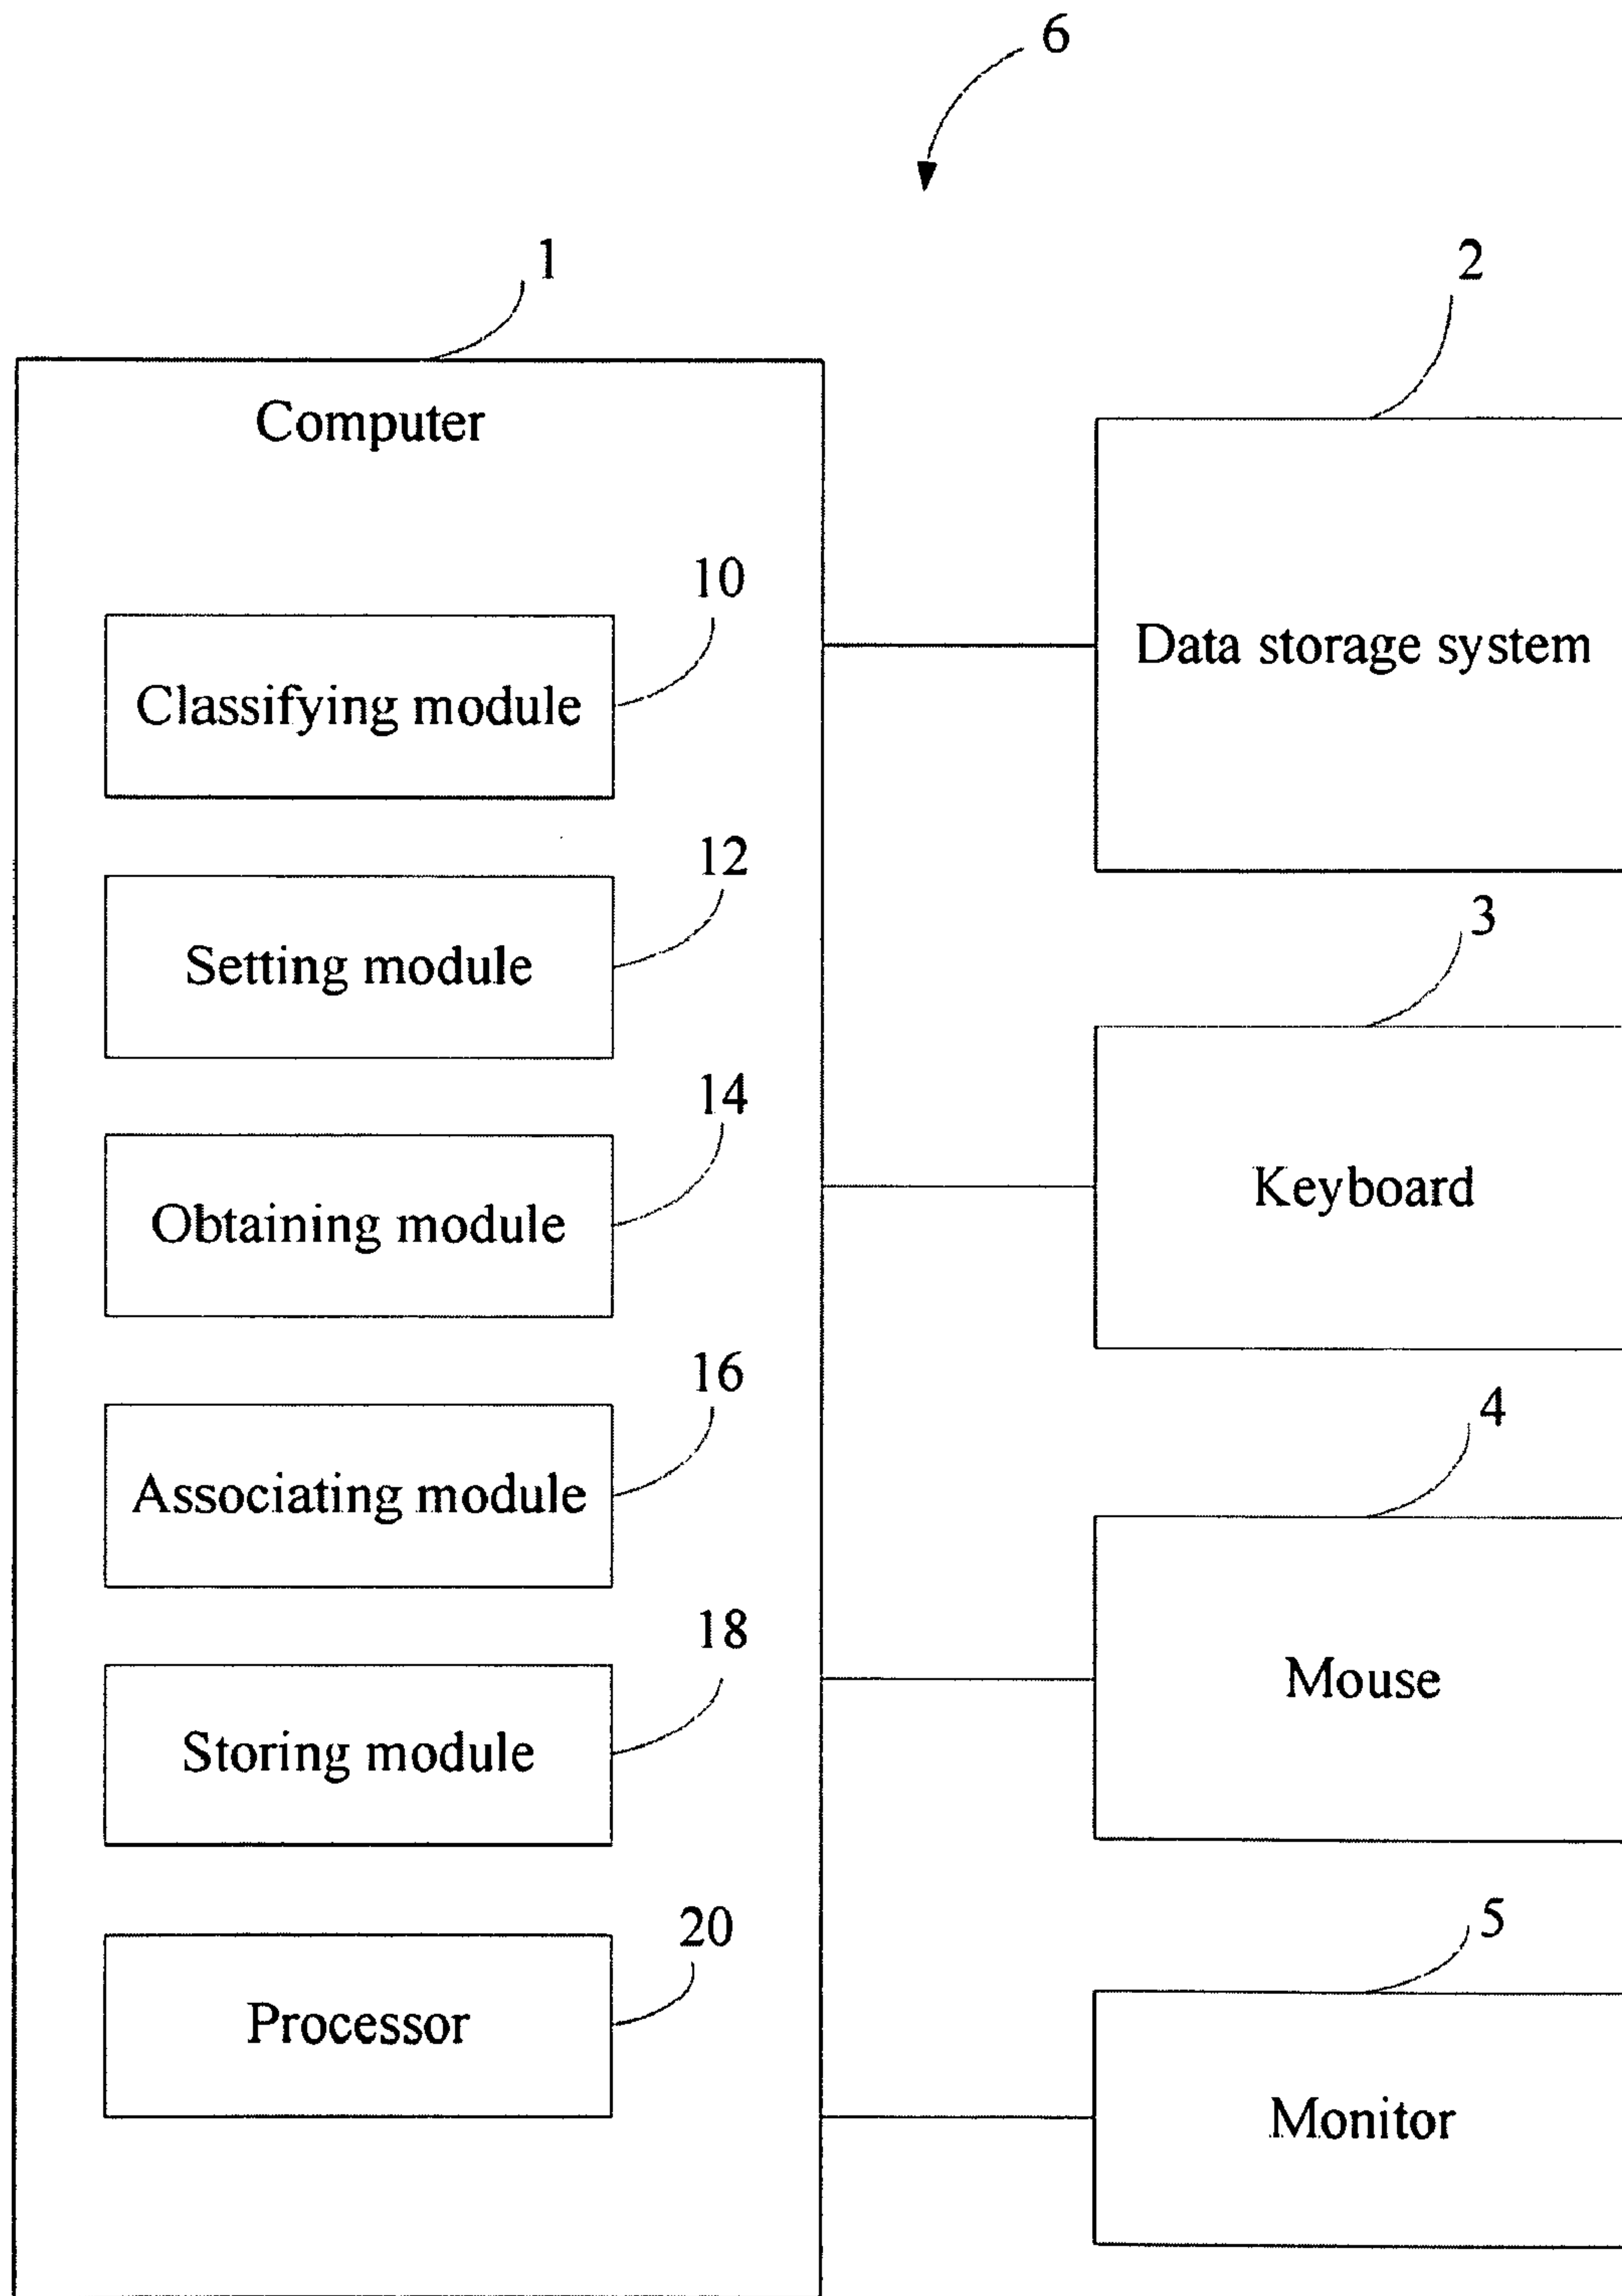 6
1
Computer
10
Classifying module
12
Setting module
14
Obtaining module
16
Associating module
18
Storing module
20
Processor
2
Data storage system
3
Keyboard
4
Mouse
5
Monitor